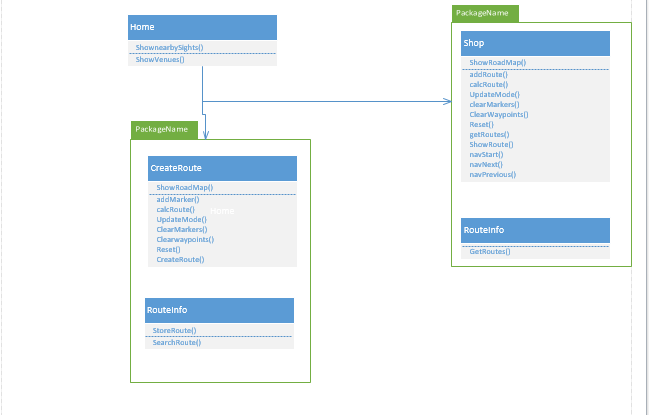 Home
ShownearbySights()
ShowVenues()
PackageName
Shop
ShowRoadMap()
addRoute()
calcRoute()
UpdateMode()
clearMarkers()
ClearWaypoints()
Reset()
getRoutes()
ShowRoute()
navStart()
navNext()
navPrevious()
RouteInfo
GetRoutes()
PackageName
CreateRoute
ShowRoadMap()
addMarker()
calcRoute()
Home
UpdateMode()
ClearMarkers()
Clearwaypoints()
Reset()
CreateRoute()
RouteInfo
StoreRoute()
SearchRoute()